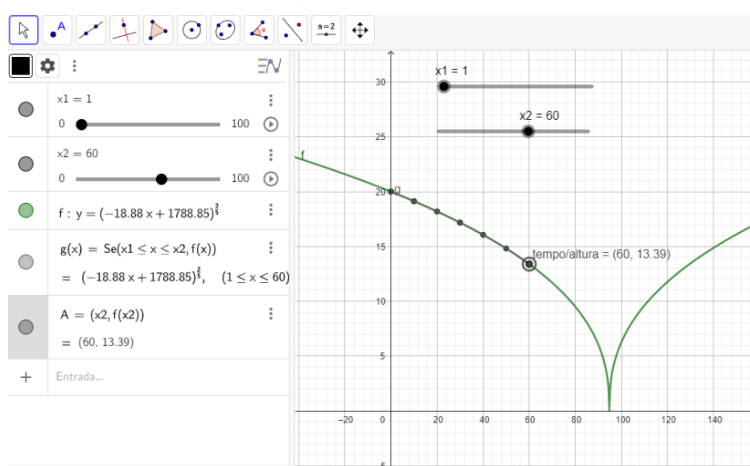 A
a=2
x1 = 1
0 100
x2 = 60
0 100
f : y = (−18.88 x + 1788.85)^⅖
g(x) = Se(x1 ≤ x ≤ x2, f(x))
= (−18.88 x + 1788.85)^⅖, (1 ≤ x ≤ 60)
A = (x2, f(x2))
= (60, 13.39)
+ Entrada...
x1 = 1
x2 = 60
30
25
f
20 g
15
tempo/altura = (60, 13.39)
10
5
−20 0 20 40 60 80 100 120 140